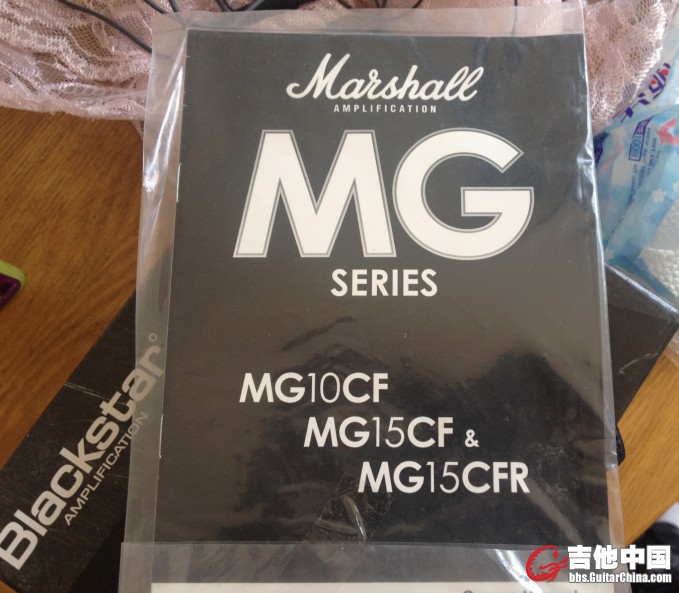 Marshall
AMPLIFICATION
MG
SERIES
MG10CF
MG15CF &
MG15CFR
Blackstar
AMPLIFICATION
吉他中国
bbs.GuitarChina.com